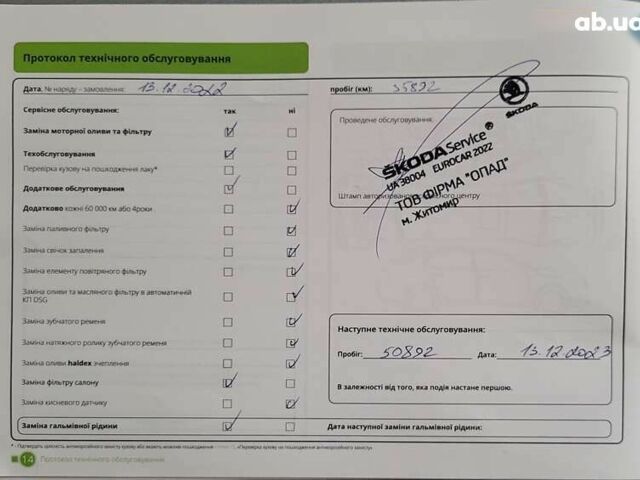 ab.ua
Протокол технічного обслуговування
Дата, № наряду – замовлення: 13.12.2022
пробіг (км): 35892
Сервісне обслуговування: так ні
Заміна моторної оливи та фільтру
Техобслуговування
Перевірка кузову на пошкодження лаку*
Додаткове обслуговування
Додатково кожні 60 000 км або 4роки
Заміна паливного фільтру
Заміна свічок запалення
Заміна елементу повітряного фільтру
Заміна оливи та масляного фільтру в автоматичній
КП DSG
Заміна зубчатого ременя
Заміна натяжного ролику зубчатого ременя
Заміна оливи haldex зчеплення
Заміна фільтру салону
Заміна кисневого датчику
Заміна гальмівної рідини
Проведене обслуговування:
ŠKODA
ŠKODA Service®
UA 38004 EUROCAR 2022
Штамп авторизованого сервісного центру
ТОВ ФІРМА "ОПАД"
м. Житомир
Наступне технічне обслуговування:
Пробіг: 50892 Дата: 13.12.2023
В залежності від того, яка подія настане першою.
Дата наступної заміни гальмівної рідини:
14 Протокол технічного обслуговування